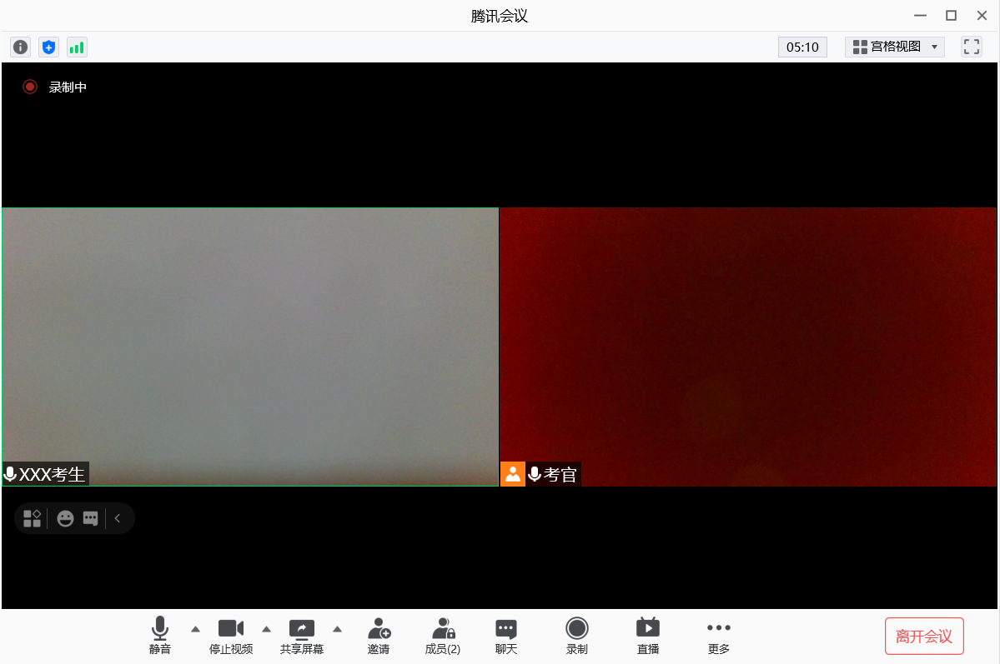 腾讯会议
05:10
宫格视图
录制中
XXX考生
考官
静音
停止视频
共享屏幕
邀请
成员(2)
聊天
录制
直播
更多
离开会议